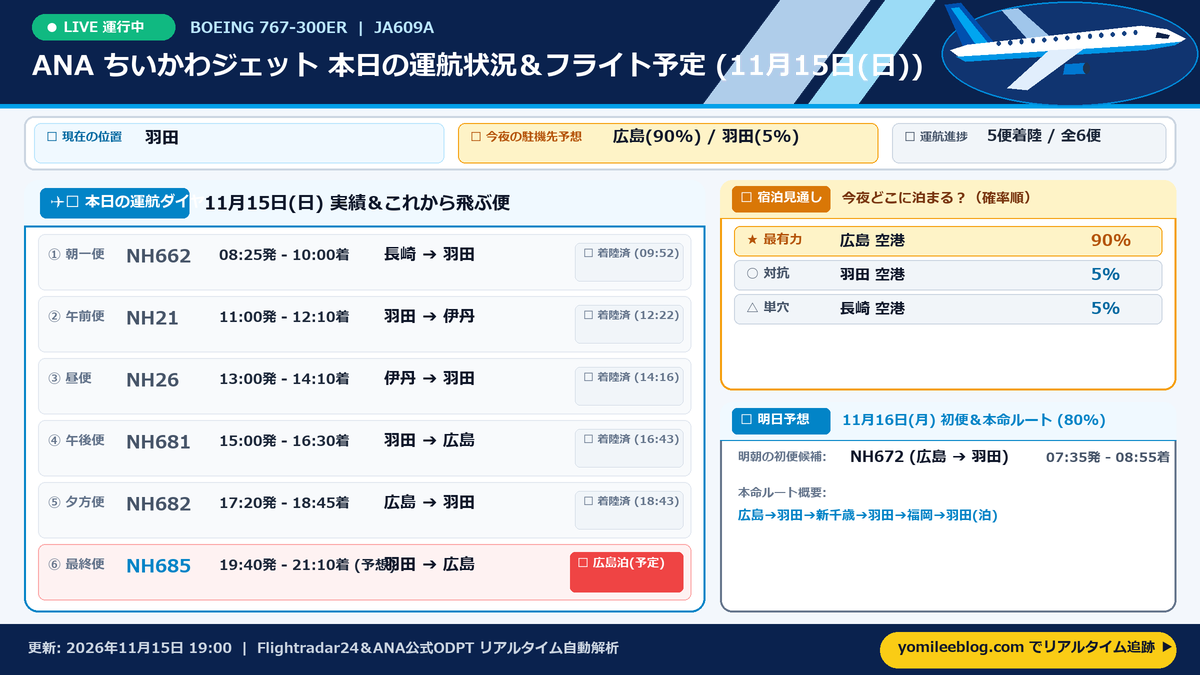 ● LIVE 運行中
BOEING 767-300ER | JA609A
ANA ちいかわジェット 本日の運航状況＆フライト予定 (11月15日(日))
□ 現在の位置 羽田
□ 今夜の駐機先予想 広島(90%) / 羽田(5%)
□ 運航進捗 5便着陸 / 全6便
✈□ 本日の運航ダイ 11月15日(日) 実績＆これから飛ぶ便
① 朝一便 NH662 08:25発 - 10:00着 長崎 → 羽田 □ 着陸済 (09:52)
② 午前便 NH21 11:00発 - 12:10着 羽田 → 伊丹 □ 着陸済 (12:22)
③ 昼便 NH26 13:00発 - 14:10着 伊丹 → 羽田 □ 着陸済 (14:16)
④ 午後便 NH681 15:00発 - 16:30着 羽田 → 広島 □ 着陸済 (16:43)
⑤ 夕方便 NH682 17:20発 - 18:45着 広島 → 羽田 □ 着陸済 (18:43)
⑥ 最終便 NH685 19:40発 - 21:10着 (予想) 羽田 → 広島 □ 広島泊(予定)
□ 宿泊見通し 今夜どこに泊まる？（確率順）
★ 最有力 広島 空港 90%
○ 対抗 羽田 空港 5%
△ 単穴 長崎 空港 5%
□ 明日予想 11月16日(月) 初便＆本命ルート (80%)
明朝の初便候補: NH672 (広島 → 羽田) 07:35発 - 08:55着
本命ルート概要:
広島→羽田→新千歳→羽田→福岡→羽田(泊)
更新: 2026年11月15日 19:00 | Flightradar24＆ANA公式ODPT リアルタイム自動解析
yomileeblog.com でリアルタイム追跡 ▶